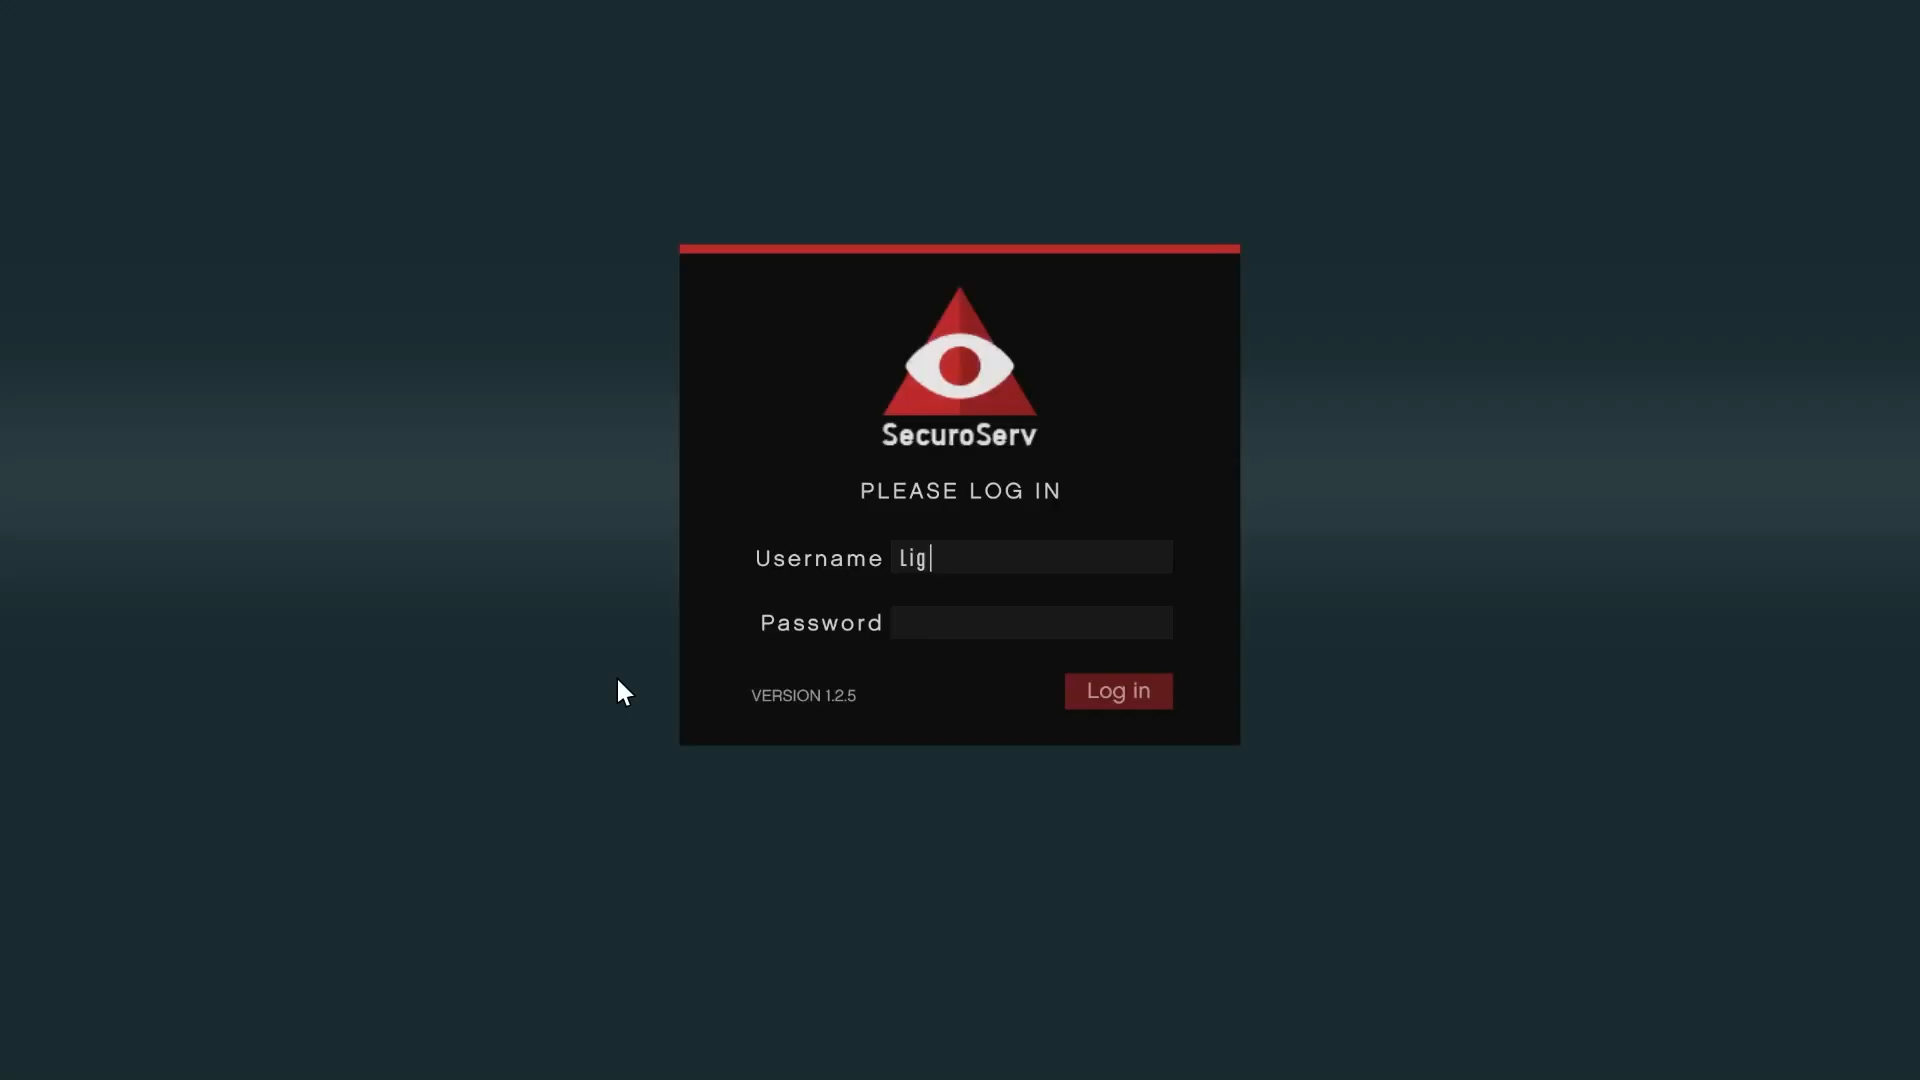 SecuroServ
PLEASE LOG IN
Username Lig
Password
VERSION 1.2.5 Log in